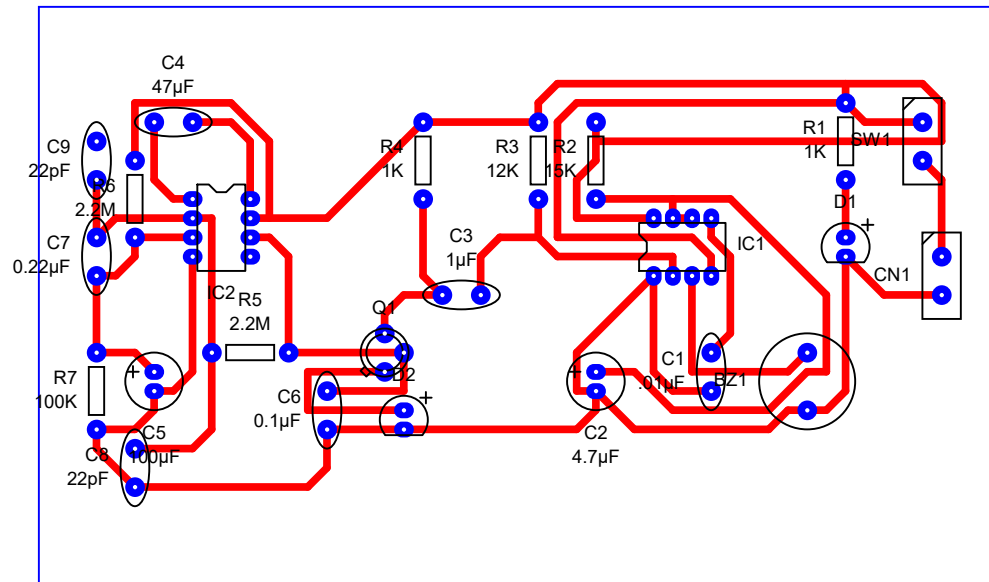 C4
47µF
C9
22pF
R6
2.2M
C7
0.22µF
IC2
R5
2.2M
R7
100K
+
C5
100µF
C8
22pF
C6
0.1µF
Q1
D2
+
R4
1K
C3
1µF
R3
12K
R2
15K
IC1
C1
.01µF
BZ1
+
C2
4.7µF
R1
1K
SW1
D1
+
CN1